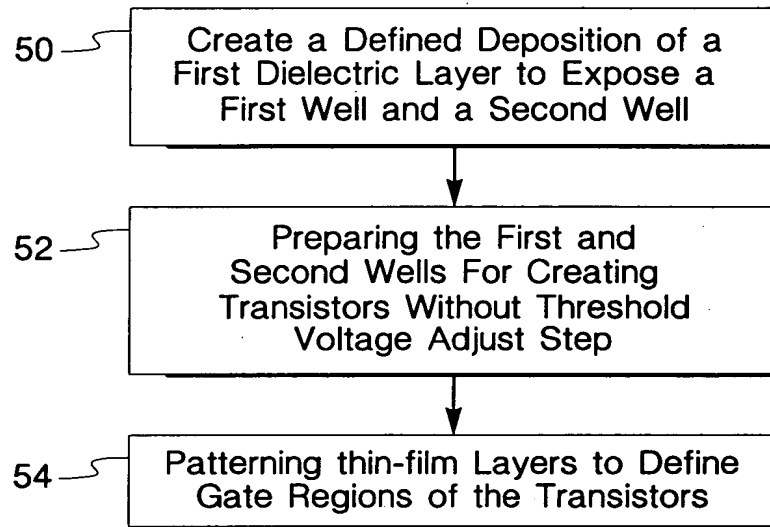 50
Create a Defined Deposition of a
First Dielectric Layer to Expose a
First Well and a Second Well
52
Preparing the First and
Second Wells For Creating
Transistors Without Threshold
Voltage Adjust Step
54
Patterning thin-film Layers to Define
Gate Regions of the Transistors